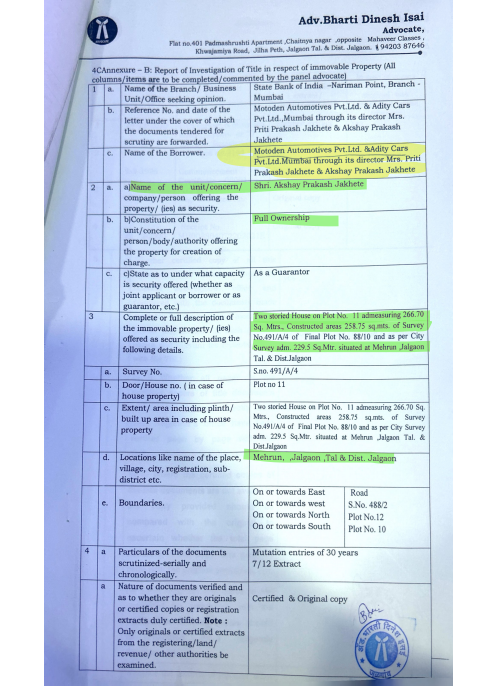 Adv.Bharti Dinesh Isai
Advocate,
Flat no.401 Padmashrushti Apartment ,Chaitnya nagar ,opposite Mahaveer Classes ,
Khwajamiya Road, Jilha Peth, Jalgaon Tal. & Dist. Jalgaon. 94203 87646
4CAnnexure – B: Report of Investigation of Title in respect of immovable Property (All
columns/items are to be completed/commented by the panel advocate)
1 a. Name of the Branch/ Business
Unit/Office seeking opinion.
State Bank of India –Nariman Point, Branch -
Mumbai
b. Reference No. and date of the
letter under the cover of which
the documents tendered for
scrutiny are forwarded.
Motoden Automotives Pvt.Ltd. & Adity Cars
Pvt.Ltd.,Mumbai through its director Mrs.
Priti Prakash Jakhete & Akshay Prakash
Jakhete
c. Name of the Borrower.
Motoden Automotives Pvt.Ltd. &Adity Cars
Pvt.Ltd.Mumbai through its director Mrs. Priti
Prakash Jakhete & Akshay Prakash Jakhete
2 a. a)Name of the unit/concern/
company/person offering the
property/ (ies) as security.
Shri. Akshay Prakash Jakhete
b. b)Constitution of the
unit/concern/
person/body/authority offering
the property for creation of
charge.
Full Ownership
c. c)State as to under what capacity
is security offered (whether as
joint applicant or borrower or as
guarantor, etc.)
As a Guarantor
3 Complete or full description of
the immovable property/ (ies)
offered as security including the
following details.
Two storied House on Plot No. 11 admeasuring 266.70
Sq. Mtrs., Constructed areas 258.75 sq.mts. of Survey
No.491/A/4 of Final Plot No. 88/10 and as per City
Survey adm. 229.5 Sq.Mtr. situated at Mehrun ,Jalgaon
Tal. & Dist.Jalgaon
a. Survey No.
S.no. 491/A/4
b. Door/House no. ( in case of
house property)
Plot no 11
c. Extent/ area including plinth/
built up area in case of house
property
Two storied House on Plot No. 11 admeasuring 266.70 Sq.
Mtrs., Constructed areas 258.75 sq.mts. of Survey
No.491/A/4 of Final Plot No. 88/10 and as per City Survey
adm. 229.5 Sq.Mtr. situated at Mehrun ,Jalgaon Tal. &
Dist.Jalgaon
d. Locations like name of the place,
village, city, registration, sub-
district etc.
Mehrun, ,Jalgaon ,Tal & Dist. Jalgaon
e. Boundaries.
On or towards East Road
On or towards west S.No. 488/2
On or towards North Plot No.12
On or towards South Plot No. 10
4 a Particulars of the documents
scrutinized-serially and
chronologically.
Mutation entries of 30 years
7/12 Extract
a Nature of documents verified and
as to whether they are originals
or certified copies or registration
extracts duly certified. Note :
Only originals or certified extracts
from the registering/land/
revenue/ other authorities be
examined.
Certified & Original copy